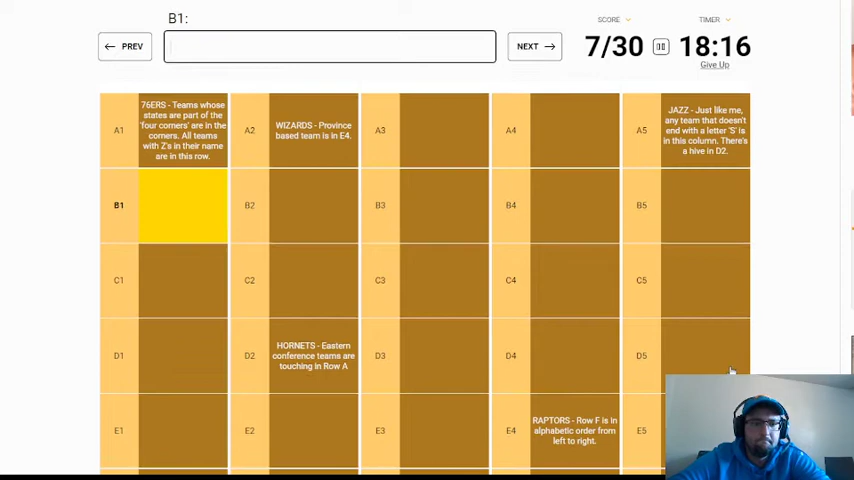 B1:
← PREV
NEXT →
SCORE
7/30
TIMER
18:16
Give Up
A1
76ERS - Teams whose
states are part of the
'four corners' are in the
corners. All teams
with Z's in their name
are in this row.
A2
WIZARDS - Province
based team is in E4.
A3
A4
A5
JAZZ - Just like me,
any team that doesn't
end with a letter 'S' is
in this column. There's
a hive in D2.
B1
B2
B3
B4
B5
C1
C2
C3
C4
C5
D1
D2
HORNETS - Eastern
conference teams are
touching in Row A
D3
D4
D5
E1
E2
E3
E4
RAPTORS - Row F is in
alphabetic order from
left to right.
E5